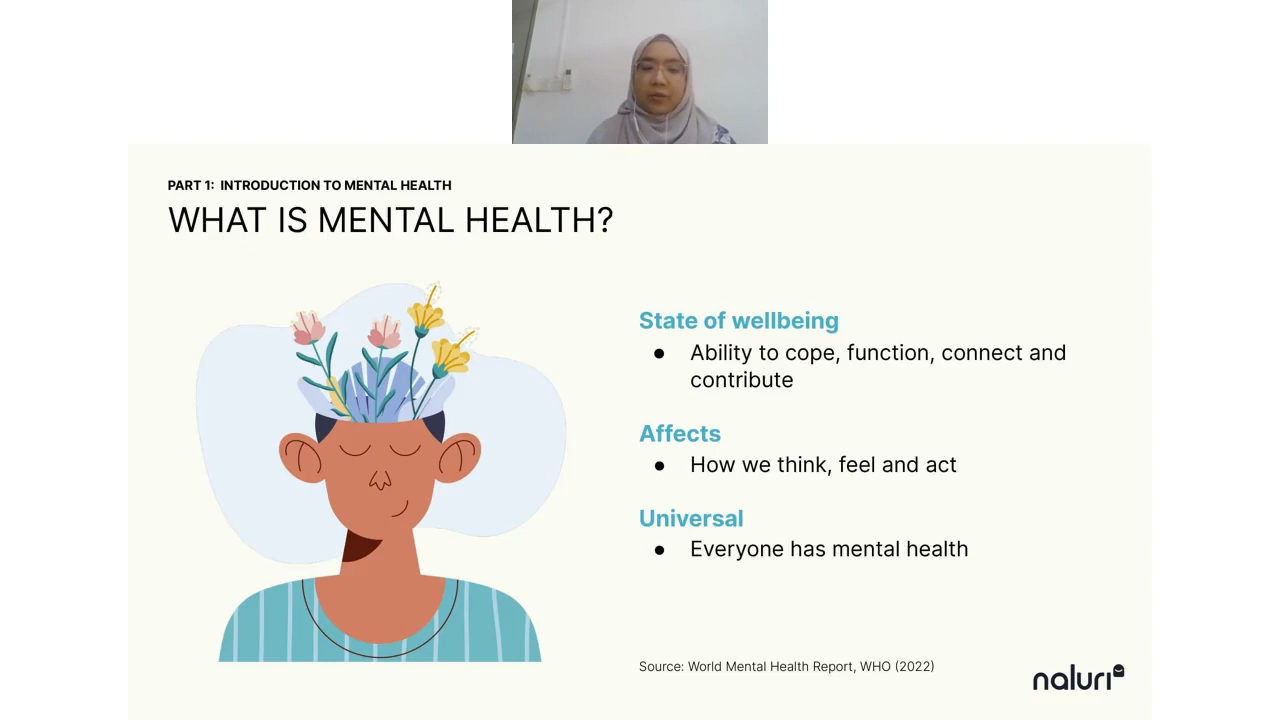 PART 1: INTRODUCTION TO MENTAL HEALTH
WHAT IS MENTAL HEALTH?
State of wellbeing
● Ability to cope, function, connect and
contribute
Affects
● How we think, feel and act
Universal
● Everyone has mental health
Source: World Mental Health Report, WHO (2022)
naluri